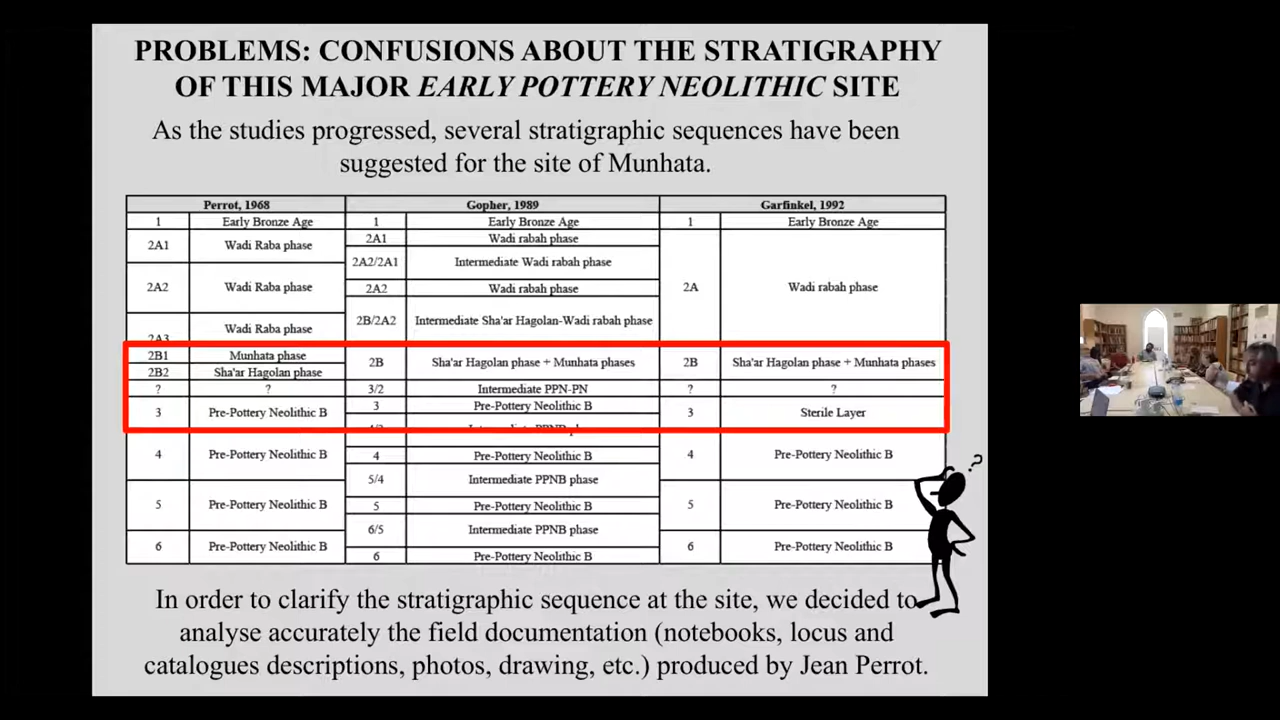 PROBLEMS: CONFUSIONS ABOUT THE STRATIGRAPHY
OF THIS MAJOR EARLY POTTERY NEOLITHIC SITE
As the studies progressed, several stratigraphic sequences have been
suggested for the site of Munhata.
Perrot, 1968 Gopher, 1989 Garfinkel, 1992
1 Early Bronze Age 1 Early Bronze Age 1 Early Bronze Age
2A1 Wadi Raba phase 2A1 Wadi rabah phase
2A2/2A1 Intermediate Wadi rabah phase
2A2 Wadi Raba phase 2A2 Wadi rabah phase 2A Wadi rabah phase
2A3 Wadi Raba phase 2B/2A2 Intermediate Sha'ar Hagolan-Wadi rabah phase
2B1 Munhata phase 2B Sha'ar Hagolan phase + Munhata phases 2B Sha'ar Hagolan phase + Munhata phases
2B2 Sha'ar Hagolan phase
? ? 3/2 Intermediate PPN-PN ? ?
3 Pre-Pottery Neolithic B 3 Pre-Pottery Neolithic B 3 Sterile Layer
4/3 Intermediate PPNB phase
4 Pre-Pottery Neolithic B 4 Pre-Pottery Neolithic B 4 Pre-Pottery Neolithic B
5/4 Intermediate PPNB phase
5 Pre-Pottery Neolithic B 5 Pre-Pottery Neolithic B 5 Pre-Pottery Neolithic B
6/5 Intermediate PPNB phase
6 Pre-Pottery Neolithic B 6 Pre-Pottery Neolithic B 6 Pre-Pottery Neolithic B
?
In order to clarify the stratigraphic sequence at the site, we decided to
analyse accurately the field documentation (notebooks, locus and
catalogues descriptions, photos, drawing, etc.) produced by Jean Perrot.